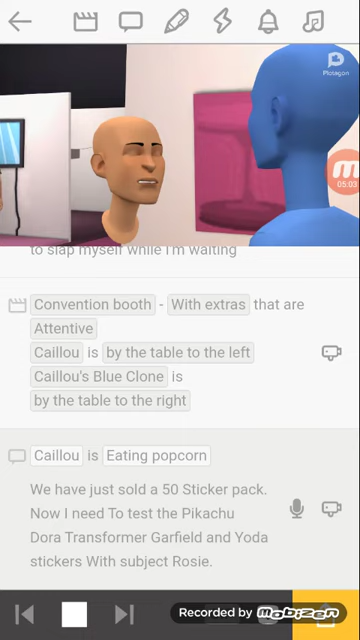 Plotagon
05:03
to slap myself while I'm waiting
Convention booth - With extras that are
Attentive
Caillou is by the table to the left
Caillou's Blue Clone is
by the table to the right
Caillou is Eating popcorn
We have just sold a 50 Sticker pack.
Now I need To test the Pikachu
Dora Transformer Garfield and Yoda
stickers With subject Rosie.
Recorded by Mobizen